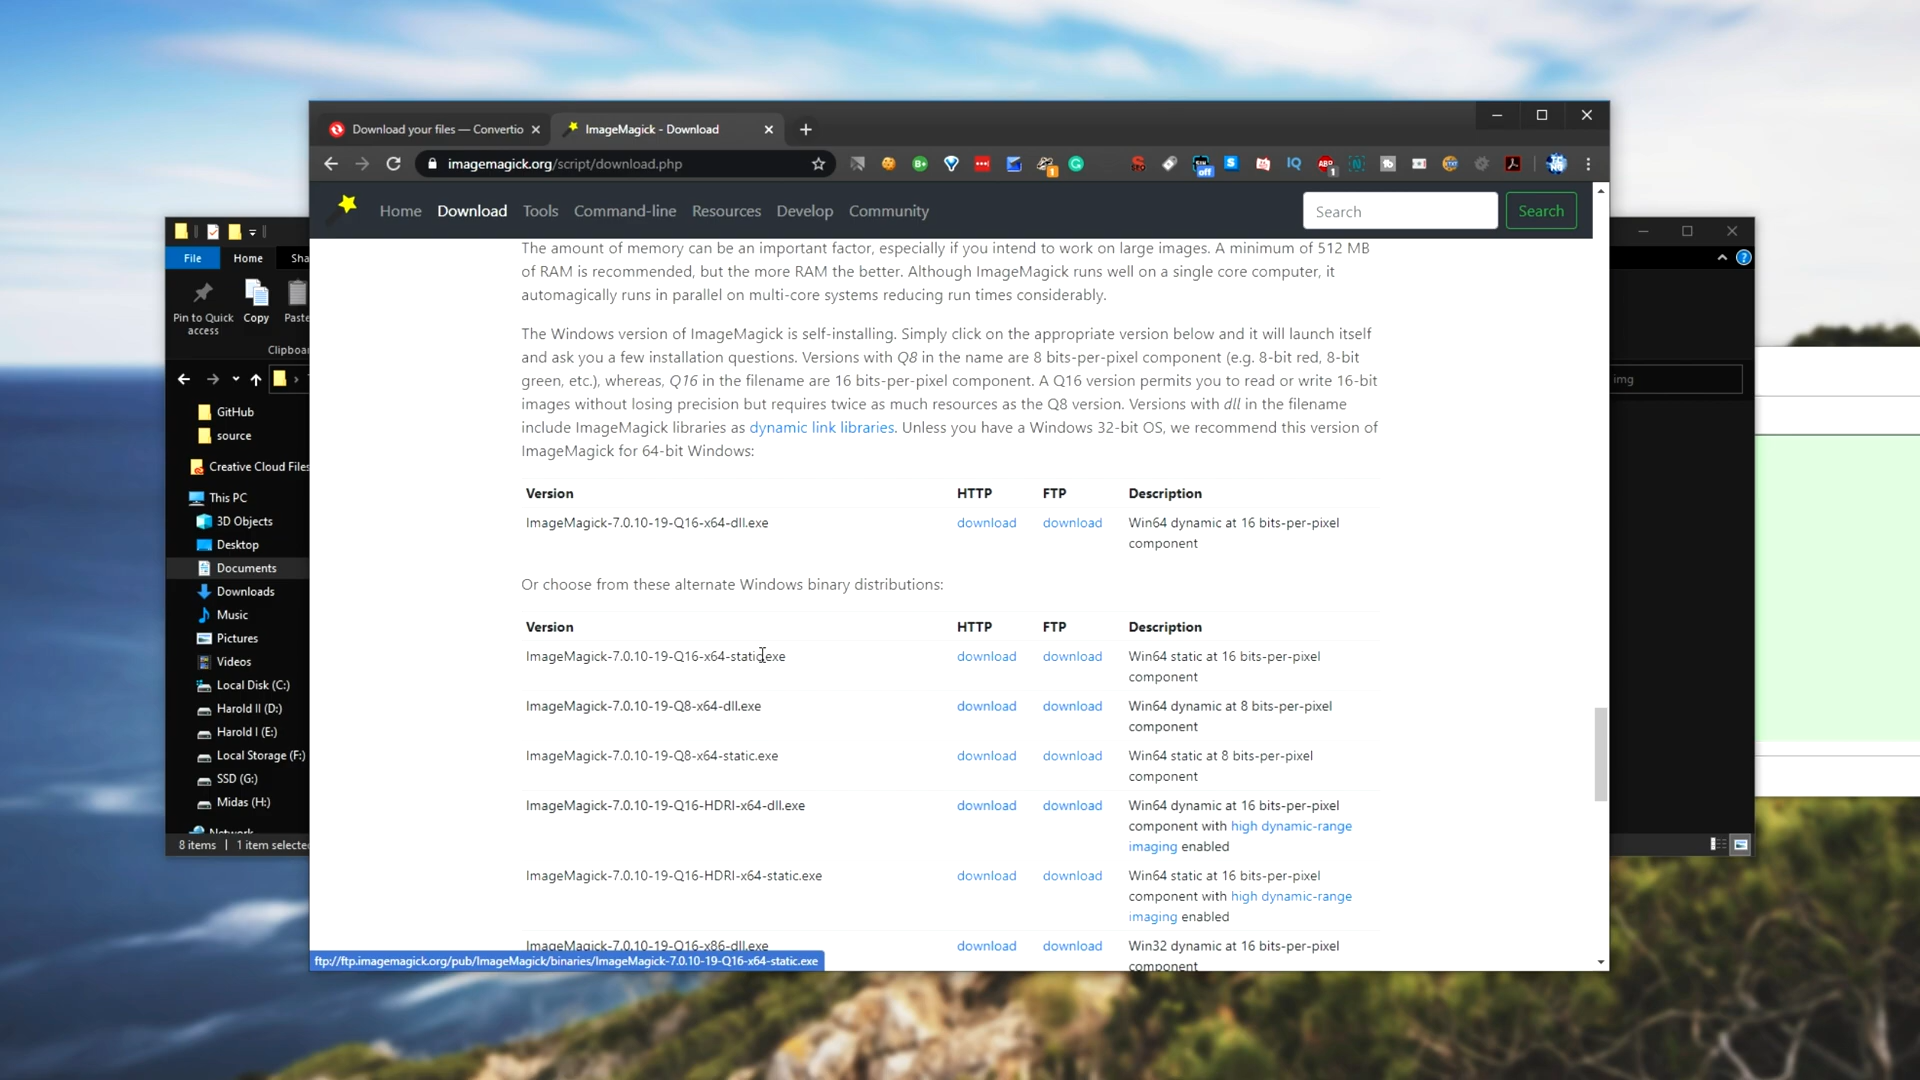 Download your files — Convertio
ImageMagick - Download
imagemagick.org/script/download.php
Home Download Tools Command-line Resources Develop Community
Search
Search
The amount of memory can be an important factor, especially if you intend to work on large images. A minimum of 512 MB
of RAM is recommended, but the more RAM the better. Although ImageMagick runs well on a single core computer, it
automagically runs in parallel on multi-core systems reducing run times considerably.
The Windows version of ImageMagick is self-installing. Simply click on the appropriate version below and it will launch itself
and ask you a few installation questions. Versions with Q8 in the name are 8 bits-per-pixel component (e.g. 8-bit red, 8-bit
green, etc.), whereas, Q16 in the filename are 16 bits-per-pixel component. A Q16 version permits you to read or write 16-bit
images without losing precision but requires twice as much resources as the Q8 version. Versions with dll in the filename
include ImageMagick libraries as dynamic link libraries. Unless you have a Windows 32-bit OS, we recommend this version of
ImageMagick for 64-bit Windows:
Version HTTP FTP Description
ImageMagick-7.0.10-19-Q16-x64-dll.exe download download Win64 dynamic at 16 bits-per-pixel
component
Or choose from these alternate Windows binary distributions:
Version HTTP FTP Description
ImageMagick-7.0.10-19-Q16-x64-static.exe download download Win64 static at 16 bits-per-pixel
component
ImageMagick-7.0.10-19-Q8-x64-dll.exe download download Win64 dynamic at 8 bits-per-pixel
component
ImageMagick-7.0.10-19-Q8-x64-static.exe download download Win64 static at 8 bits-per-pixel
component
ImageMagick-7.0.10-19-Q16-HDRI-x64-dll.exe download download Win64 dynamic at 16 bits-per-pixel
component with high dynamic-range
imaging enabled
ImageMagick-7.0.10-19-Q16-HDRI-x64-static.exe download download Win64 static at 16 bits-per-pixel
component with high dynamic-range
imaging enabled
ImageMagick-7.0.10-19-Q16-x86-dll.exe download download Win32 dynamic at 16 bits-per-pixel
component
ftp://ftp.imagemagick.org/pub/ImageMagick/binaries/ImageMagick-7.0.10-19-Q16-x64-static.exe
File Home Sha
Pin to Quick
access
Copy
Paste
Clipboa
GitHub
source
Creative Cloud Files
This PC
3D Objects
Desktop
Documents
Downloads
Music
Pictures
Videos
Local Disk (C:)
Harold II (D:)
Harold I (E:)
Local Storage (F:)
SSD (G:)
Midas (H:)
Network
8 items 1 item selecte
img